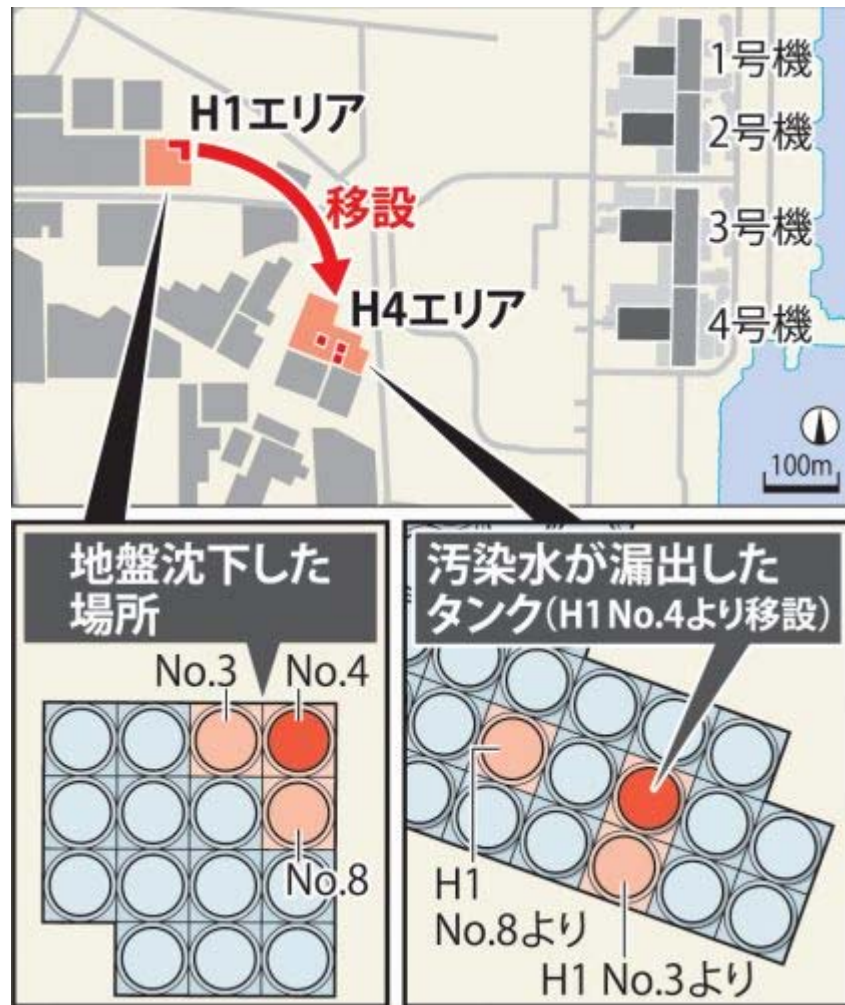 1号機
H1エリア
2号機
移設
3号機
H4エリア
4号機
100m
地盤沈下した
場所
No.3
No.4
No.8
汚染水が漏出した
タンク(H1 No.4より移設)
H1
No.8より
H1 No.3より